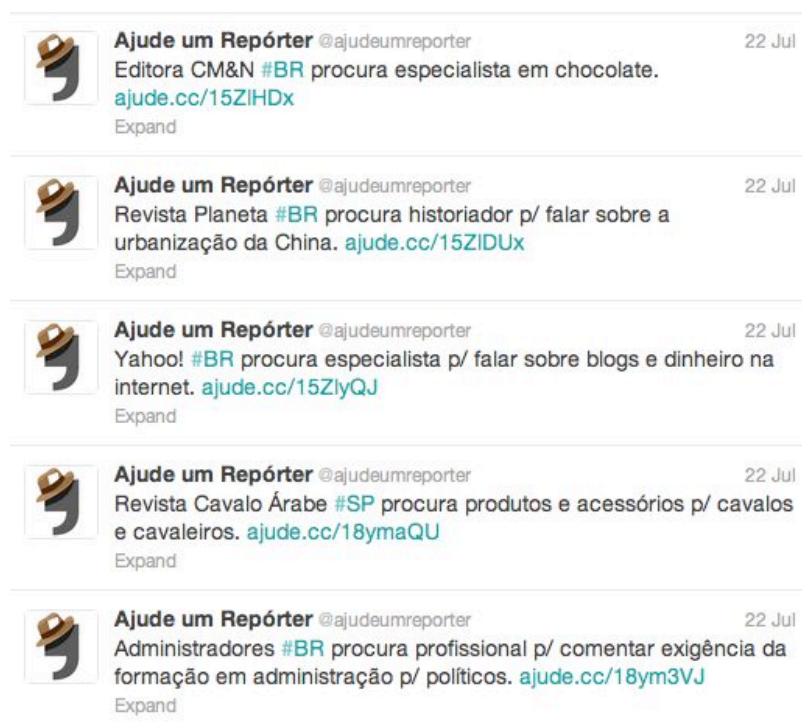 Ajude um Repórter @ajudeumreporter 22 Jul
Editora CM&N #BR procura especialista em chocolate.
ajude.cc/15ZlHDx
Expand
Ajude um Repórter @ajudeumreporter 22 Jul
Revista Planeta #BR procura historiador p/ falar sobre a
urbanização da China. ajude.cc/15ZlDUx
Expand
Ajude um Repórter @ajudeumreporter 22 Jul
Yahoo! #BR procura especialista p/ falar sobre blogs e dinheiro na
internet. ajude.cc/15ZlyQJ
Expand
Ajude um Repórter @ajudeumreporter 22 Jul
Revista Cavalo Árabe #SP procura produtos e acessórios p/ cavalos
e cavaleiros. ajude.cc/18ymaQU
Expand
Ajude um Repórter @ajudeumreporter 22 Jul
Administradores #BR procura profissional p/ comentar exigência da
formação em administração p/ políticos. ajude.cc/18ym3VJ
Expand